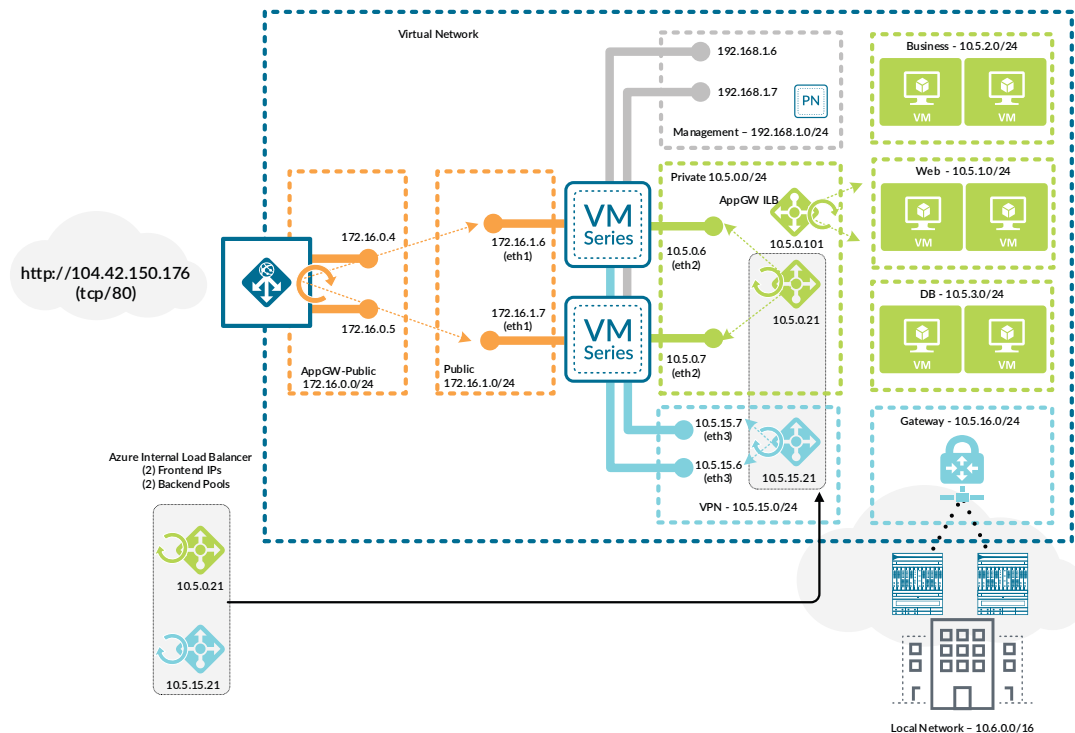 Virtual Network
192.168.1.6
192.168.1.7
PN
Management – 192.168.1.0/24
Business - 10.5.2.0/24
VM
VM
http://104.42.150.176
(tcp/80)
172.16.0.4
172.16.0.5
AppGW-Public
172.16.0.0/24
172.16.1.6
(eth1)
172.16.1.7
(eth1)
Public
172.16.1.0/24
VM
Series
VM
Series
Private 10.5.0.0/24
AppGW ILB
10.5.0.101
10.5.0.6
(eth2)
10.5.0.21
10.5.0.7
(eth2)
Web - 10.5.1.0/24
VM
VM
DB - 10.5.3.0/24
VM
VM
10.5.15.7
(eth3)
10.5.15.6
(eth3)
10.5.15.21
VPN - 10.5.15.0/24
Gateway - 10.5.16.0/24
Azure Internal Load Balancer
(2) Frontend IPs
(2) Backend Pools
10.5.0.21
10.5.15.21
Local Network – 10.6.0.0/16